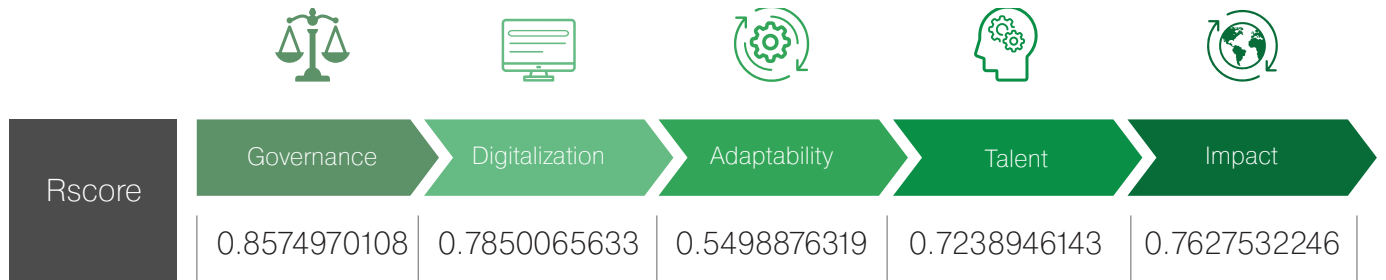 Governance
Digitalization
Adaptability
Talent
Impact
Rscore
0.8574970108
0.7850065633
0.5498876319
0.7238946143
0.7627532246